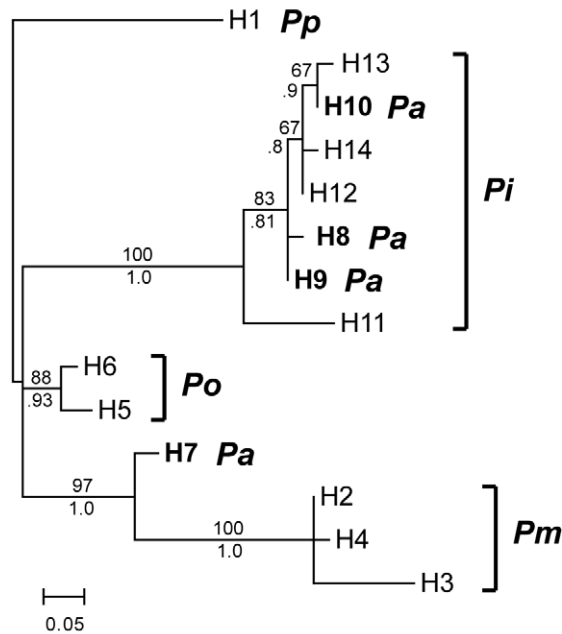 H1 Pp
67 H13
.9
H10 Pa
67
.8 H14
83 H12
.81
H8 Pa
H9 Pa
Pi
100
1.0
H11
88 H6
.93 H5
Po
H7 Pa
97
1.0
H2
100 H4
1.0
H3
Pm
0.05